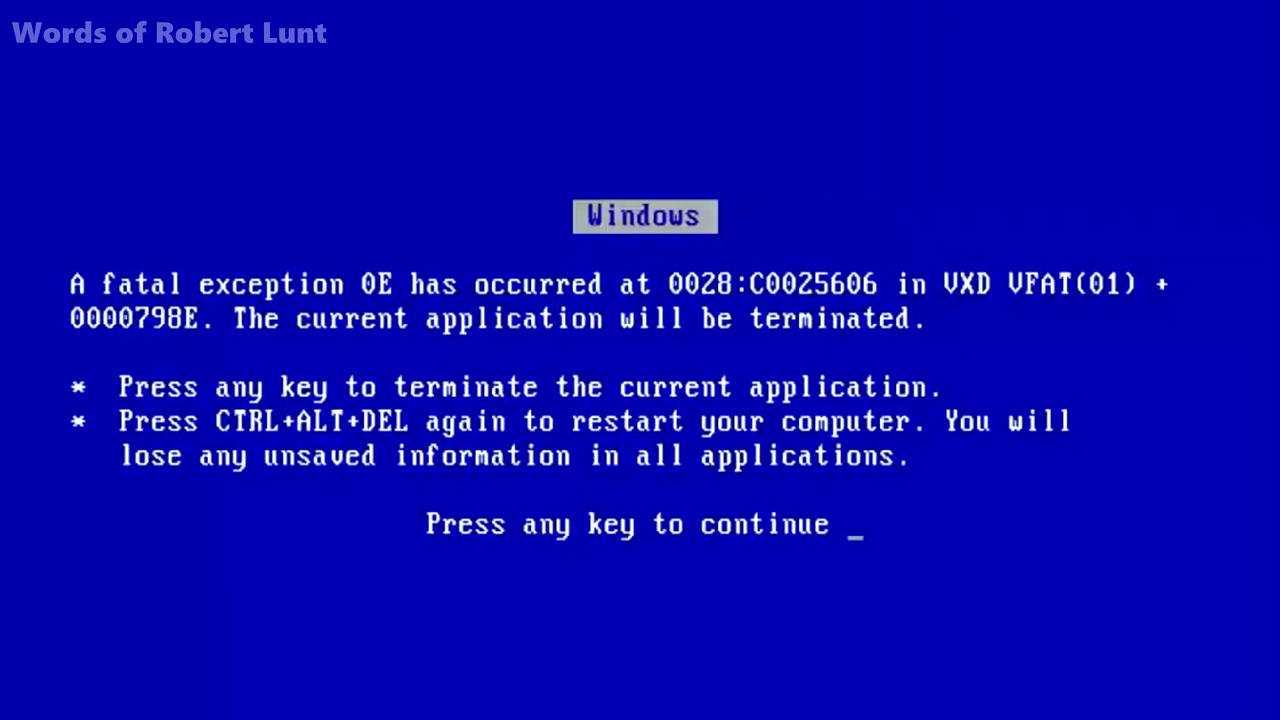 Words of Robert Lunt
Windows
A fatal exception 0E has occurred at 0028:C0025606 in VXD VFAT(01) +
0000798E. The current application will be terminated.
* Press any key to terminate the current application.
* Press CTRL+ALT+DEL again to restart your computer. You will
lose any unsaved information in all applications.
Press any key to continue _